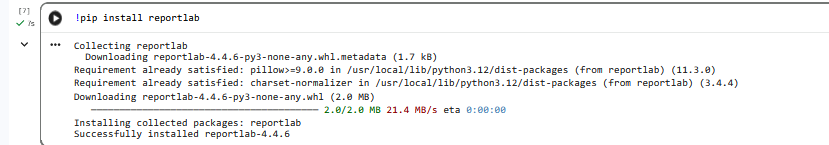 [7]
7s
!pip install reportlab
Collecting reportlab
Downloading reportlab-4.4.6-py3-none-any.whl.metadata (1.7 kB)
Requirement already satisfied: pillow>=9.0.0 in /usr/local/lib/python3.12/dist-packages (from reportlab) (11.3.0)
Requirement already satisfied: charset-normalizer in /usr/local/lib/python3.12/dist-packages (from reportlab) (3.4.4)
Downloading reportlab-4.4.6-py3-none-any.whl (2.0 MB)
2.0/2.0 MB 21.4 MB/s eta 0:00:00
Installing collected packages: reportlab
Successfully installed reportlab-4.4.6